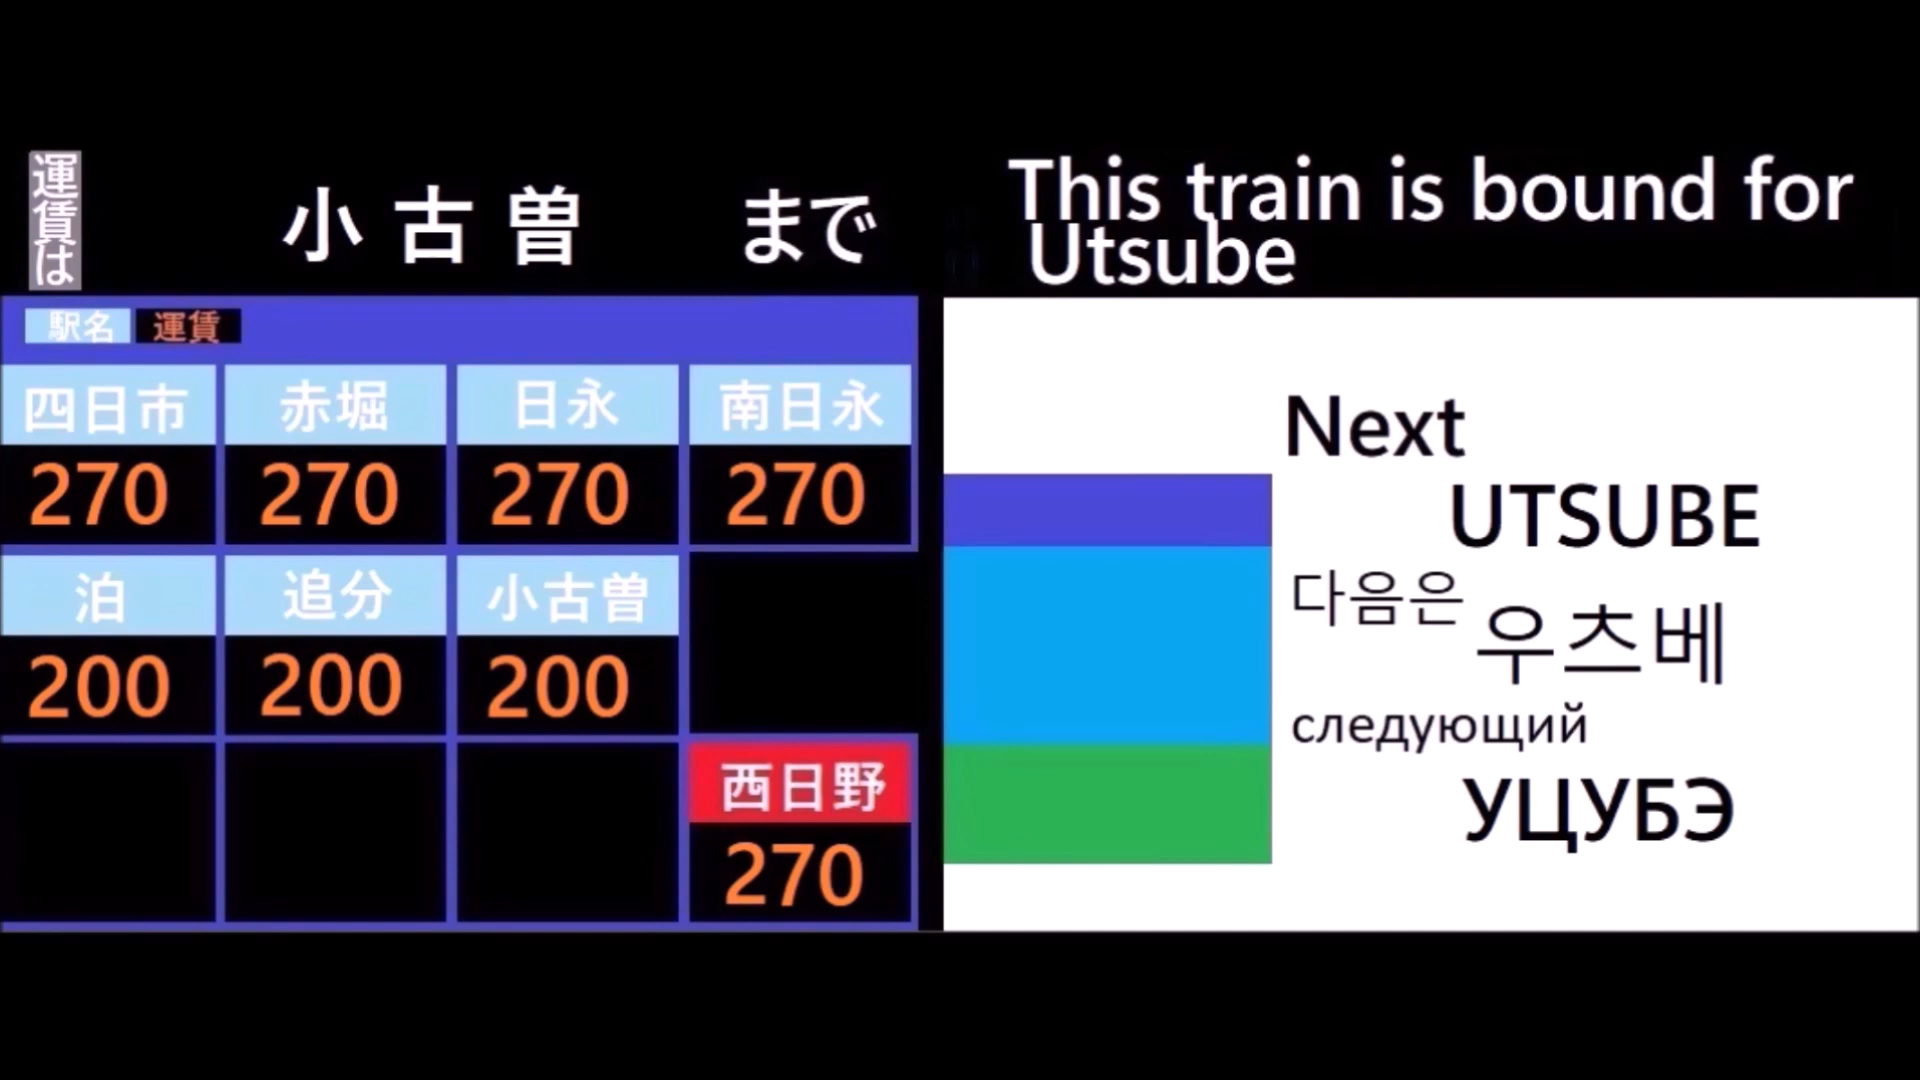 運賃は
小古曽 まで
駅名 運賃
四日市 赤堀 日永 南日永
270 270 270 270
泊 追分 小古曽
200 200 200
西日野
270
This train is bound for
Utsube
Next
UTSUBE
다음은
우츠베
следующий
УЦУБЭ